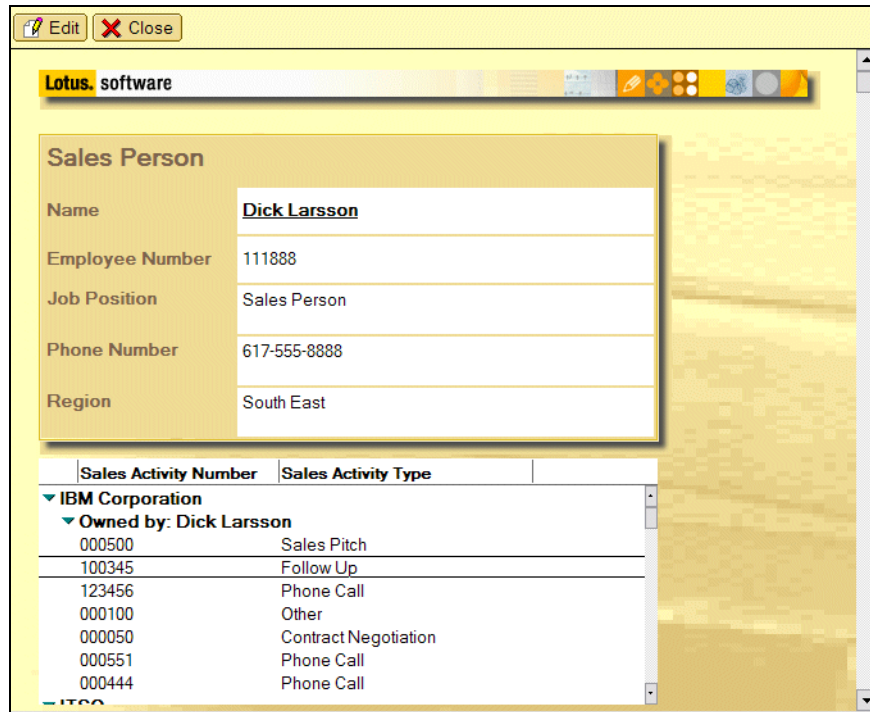 Edit Close
Lotus. software
Sales Person
Name Dick Larsson
Employee Number 111888
Job Position Sales Person
Phone Number 617-555-8888
Region South East
Sales Activity Number Sales Activity Type
IBM Corporation
Owned by: Dick Larsson
000500 Sales Pitch
100345 Follow Up
123456 Phone Call
000100 Other
000050 Contract Negotiation
000551 Phone Call
000444 Phone Call